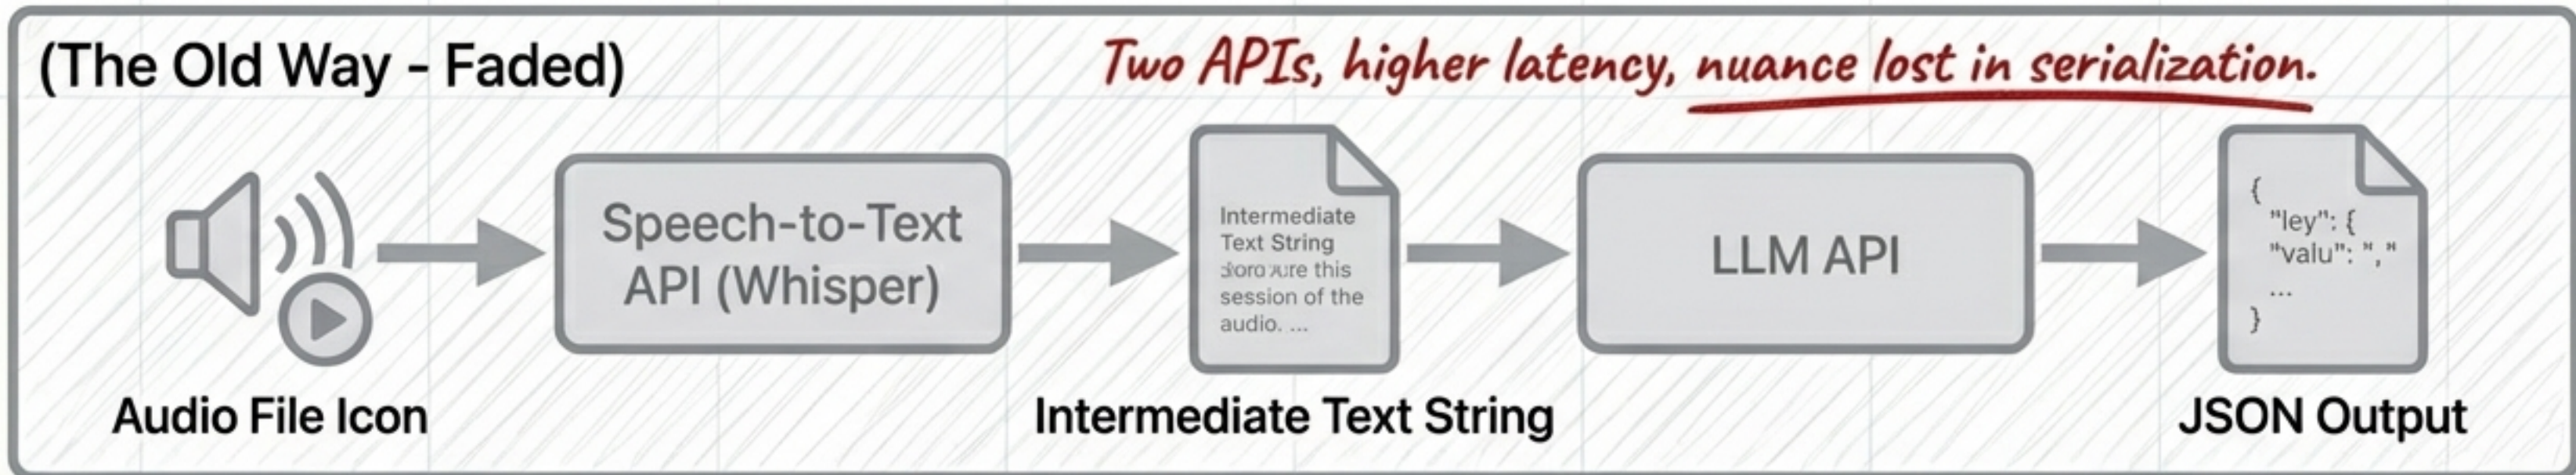 (The Old Way - Faded)
Two APIs, higher latency, nuance lost in serialization.
Speech-to-Text
API (Whisper)
Intermediate
Text String
this
session of the
audio. ...
LLM API
{
"ley": {
"valu": ","
...
}
Audio File Icon
Intermediate Text String
JSON Output